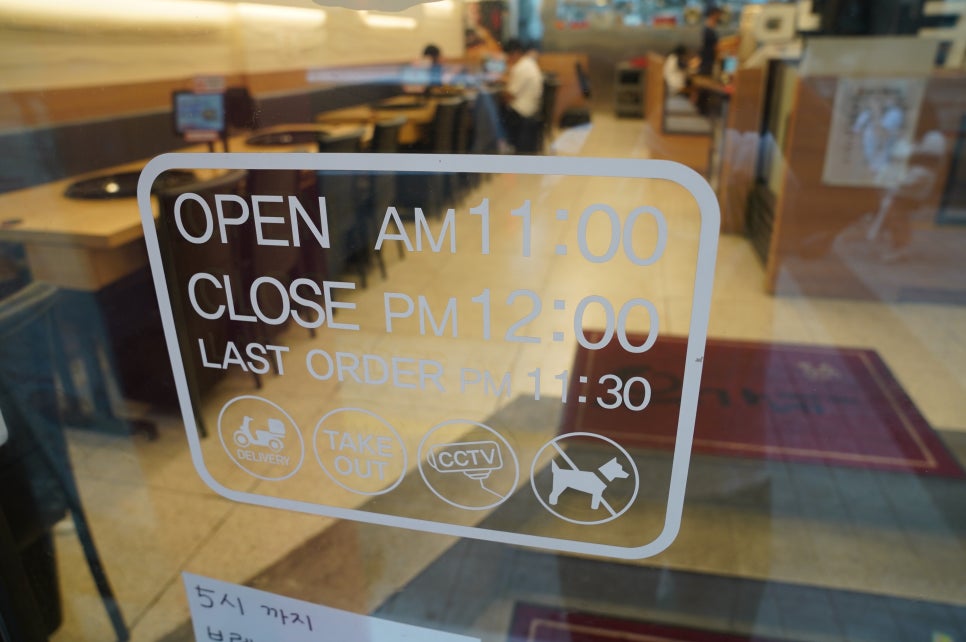 OPEN AM 11:00
CLOSE PM 12:00
LAST ORDER PM 11:30
DELIVERY
TAKE
OUT
CCTV
5시 까지